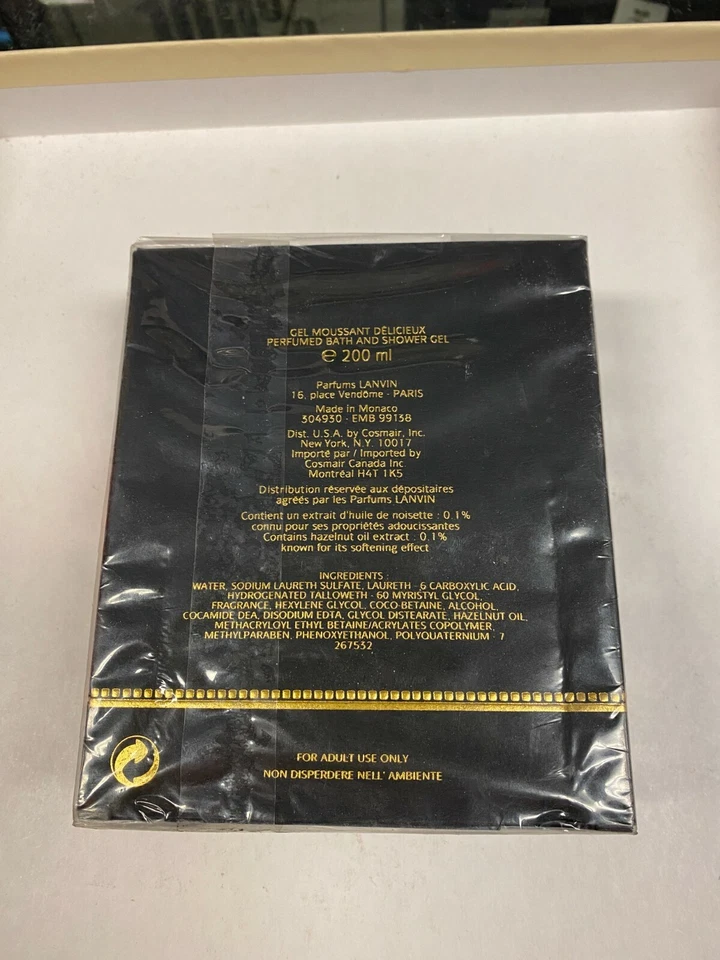 GEL MOUSSANT DÉLICIEUX
PERFUMED BATH AND SHOWER GEL
℮ 200 ml
Parfums LANVIN
16, place Vendôme - PARIS
Made in Monaco
304930 - EMB 99138
Dist. U.S.A. by Cosmair, Inc.
New York, N.Y. 10017
Importé par / Imported by
Cosmair Canada Inc
Montréal H4T 1K5
Distribution réservée aux dépositaires
agréés par les Parfums LANVIN
Contient un extrait d'huile de noisette : 0,1%
connu pour ses propriétés adoucissantes
Contains hazelnut oil extract : 0.1%
known for its softening effect
INGREDIENTS :
WATER, SODIUM LAURETH SULFATE, LAURETH - 6 CARBOXYLIC ACID,
HYDROGENATED TALLOWETH - 60 MYRISTYL GLYCOL,
FRAGRANCE, HEXYLENE GLYCOL, COCO-BETAINE, ALCOHOL,
COCAMIDE DEA, DISODIUM EDTA, GLYCOL DISTEARATE, HAZELNUT OIL,
METHACRYLOYL ETHYL BETAINE/ACRYLATES COPOLYMER,
METHYLPARABEN, PHENOXYETHANOL, POLYQUATERNIUM - 7
267532
FOR ADULT USE ONLY
NON DISPERDERE NELL' AMBIENTE